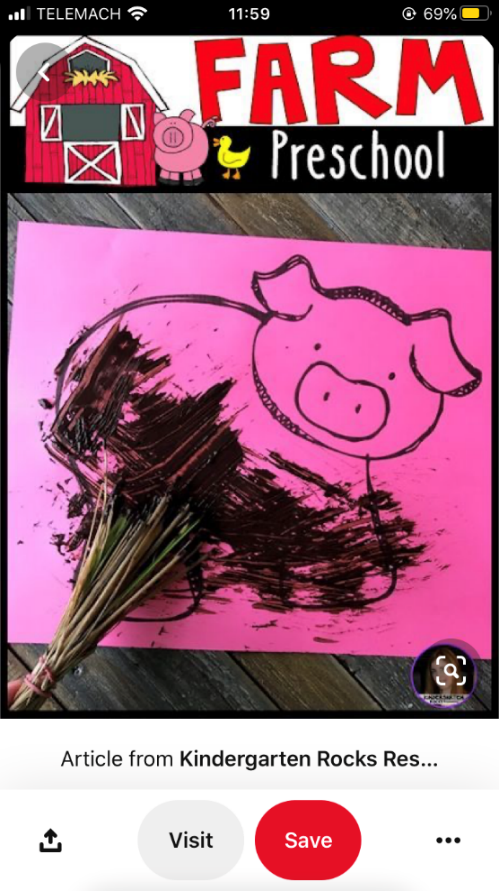 TELEMACH
11:59
69%
FARM
Preschool
Article from Kindergarten Rocks Res...
Visit
Save